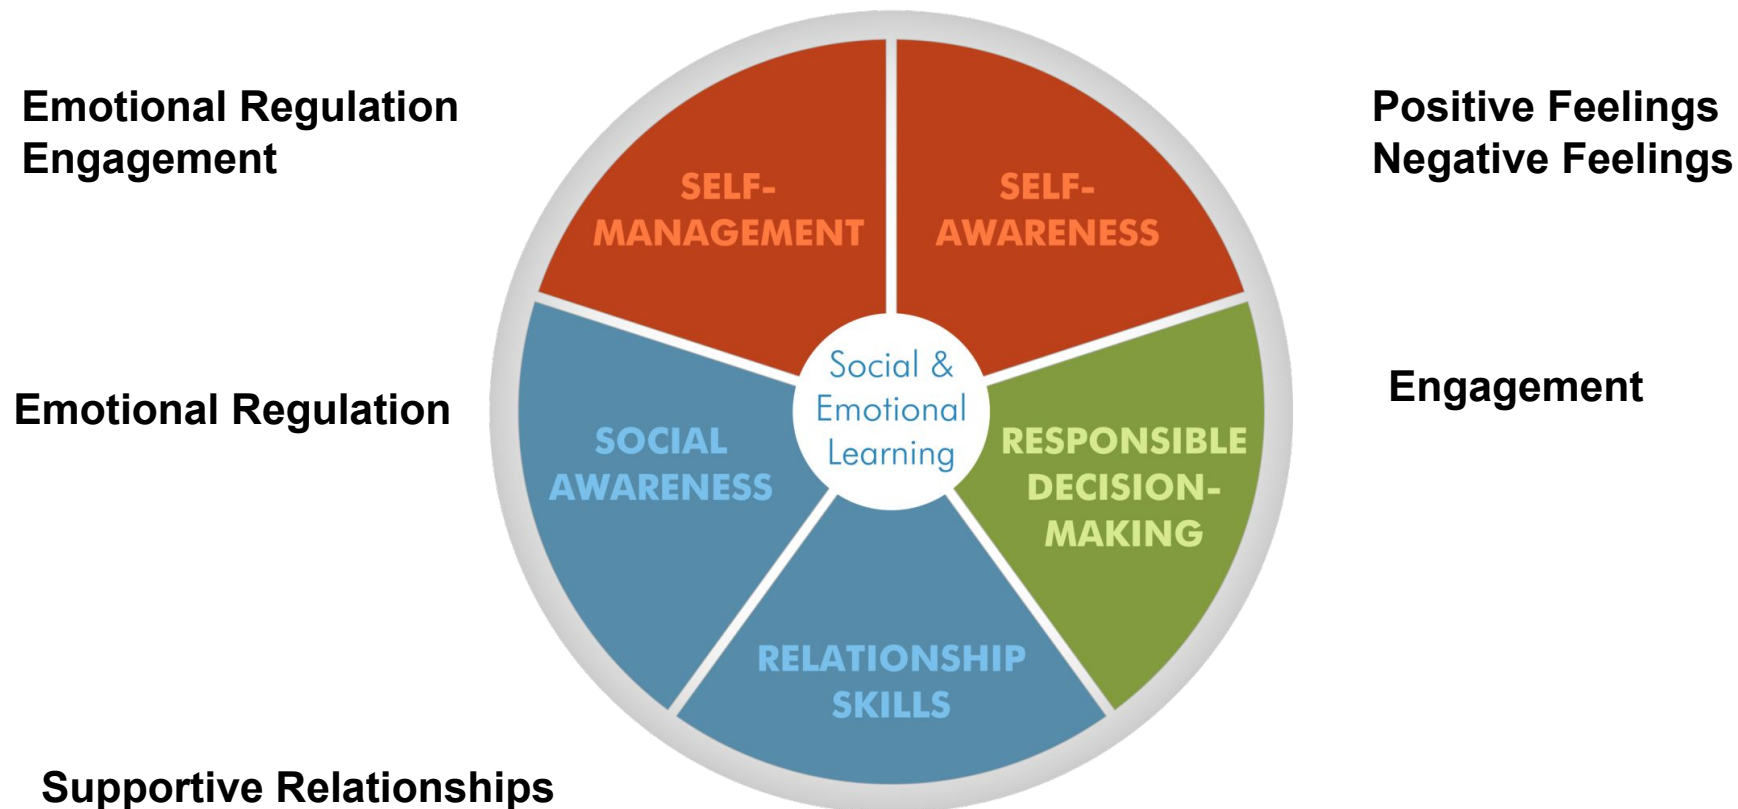 Emotional Regulation
Engagement
Positive Feelings
Negative Feelings
SELF-
MANAGEMENT
SELF-
AWARENESS
Social &
Emotional
Learning
Emotional Regulation
Engagement
SOCIAL
AWARENESS
RESPONSIBLE
DECISION-
MAKING
RELATIONSHIP
SKILLS
Supportive Relationships